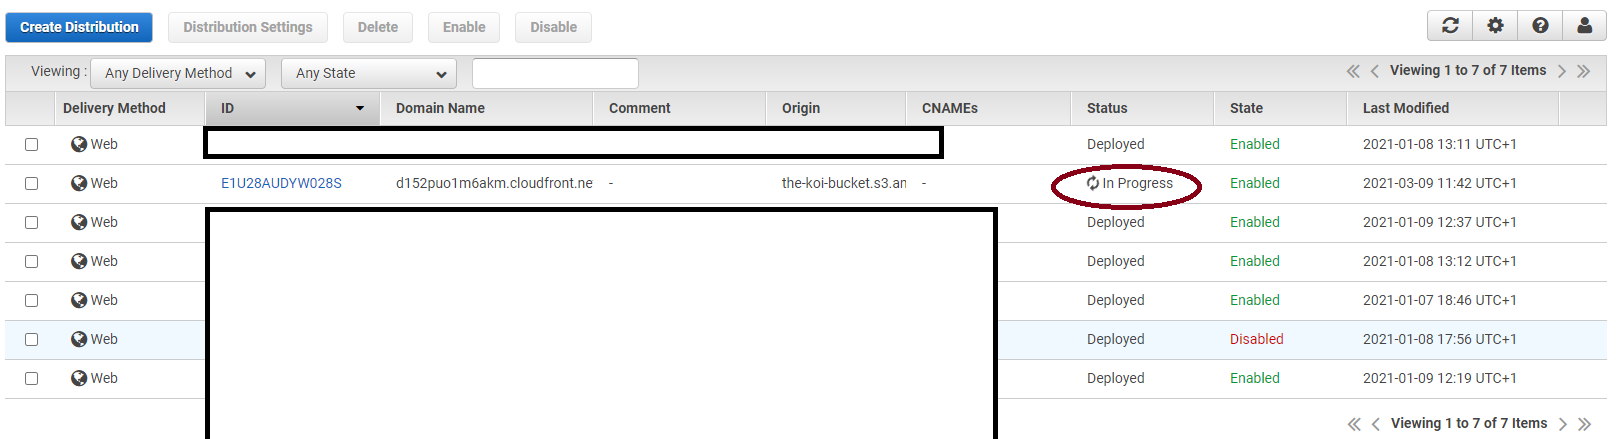 Create Distribution Distribution Settings Delete Enable Disable
Viewing : Any Delivery Method Any State Viewing 1 to 7 of 7 Items
Delivery Method ID Domain Name Comment Origin CNAMEs Status State Last Modified
Web Deployed Enabled 2021-01-08 13:11 UTC+1
Web E1U28AUDYW028S d152puo1m6akm.cloudfront.ne - the-koi-bucket.s3.an - In Progress Enabled 2021-03-09 11:42 UTC+1
Web Deployed Enabled 2021-01-09 12:37 UTC+1
Web Deployed Enabled 2021-01-08 13:12 UTC+1
Web Deployed Enabled 2021-01-07 18:46 UTC+1
Web Deployed Disabled 2021-01-08 17:56 UTC+1
Web Deployed Enabled 2021-01-09 12:19 UTC+1
Viewing 1 to 7 of 7 Items